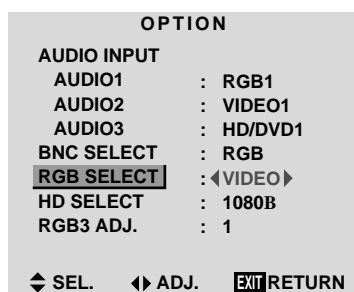 OPTION
AUDIO INPUT
AUDIO1 : RGB1
AUDIO2 : VIDEO1
AUDIO3 : HD/DVD1
BNC SELECT : RGB
RGB SELECT : ◀VIDEO▶
HD SELECT : 1080B
RGB3 ADJ. : 1
SEL. ADJ. EXIT RETURN